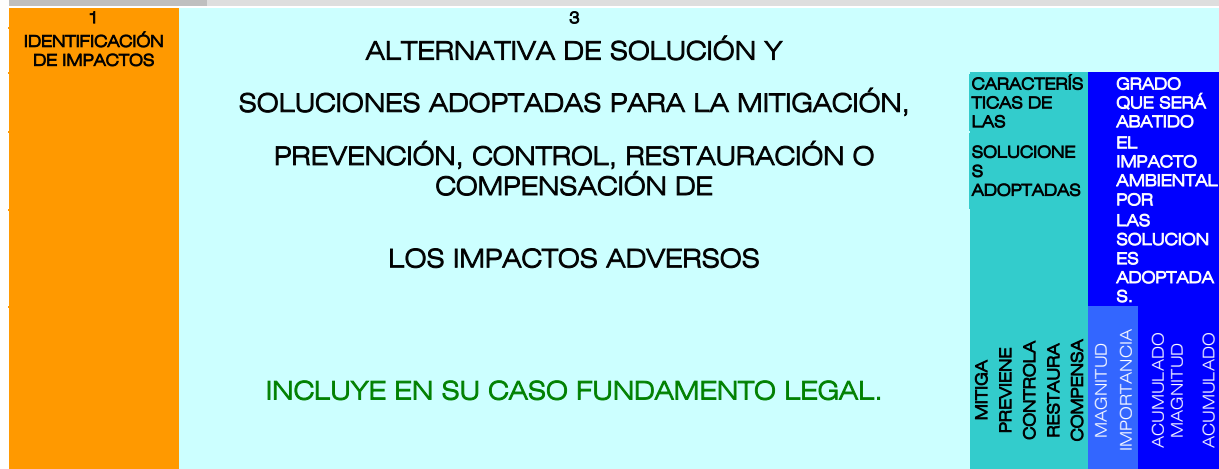 1
IDENTIFICACIÓN
DE IMPACTOS
3
ALTERNATIVA DE SOLUCIÓN Y
SOLUCIONES ADOPTADAS PARA LA MITIGACIÓN,
PREVENCIÓN, CONTROL, RESTAURACIÓN O
COMPENSACIÓN DE
LOS IMPACTOS ADVERSOS
INCLUYE EN SU CASO FUNDAMENTO LEGAL.
CARACTERÍS
TICAS DE
LAS
SOLUCIONE
S
ADOPTADAS
GRADO
QUE SERÁ
ABATIDO
EL
IMPACTO
AMBIENTAL
POR
LAS
SOLUCION
ES
ADOPTADA
S.
MITIGA
PREVIENE
CONTROLA
RESTAURA
COMPENSA
MAGNITUD
IMPORTANCIA
ACUMULADO
MAGNITUD
ACUMULADO